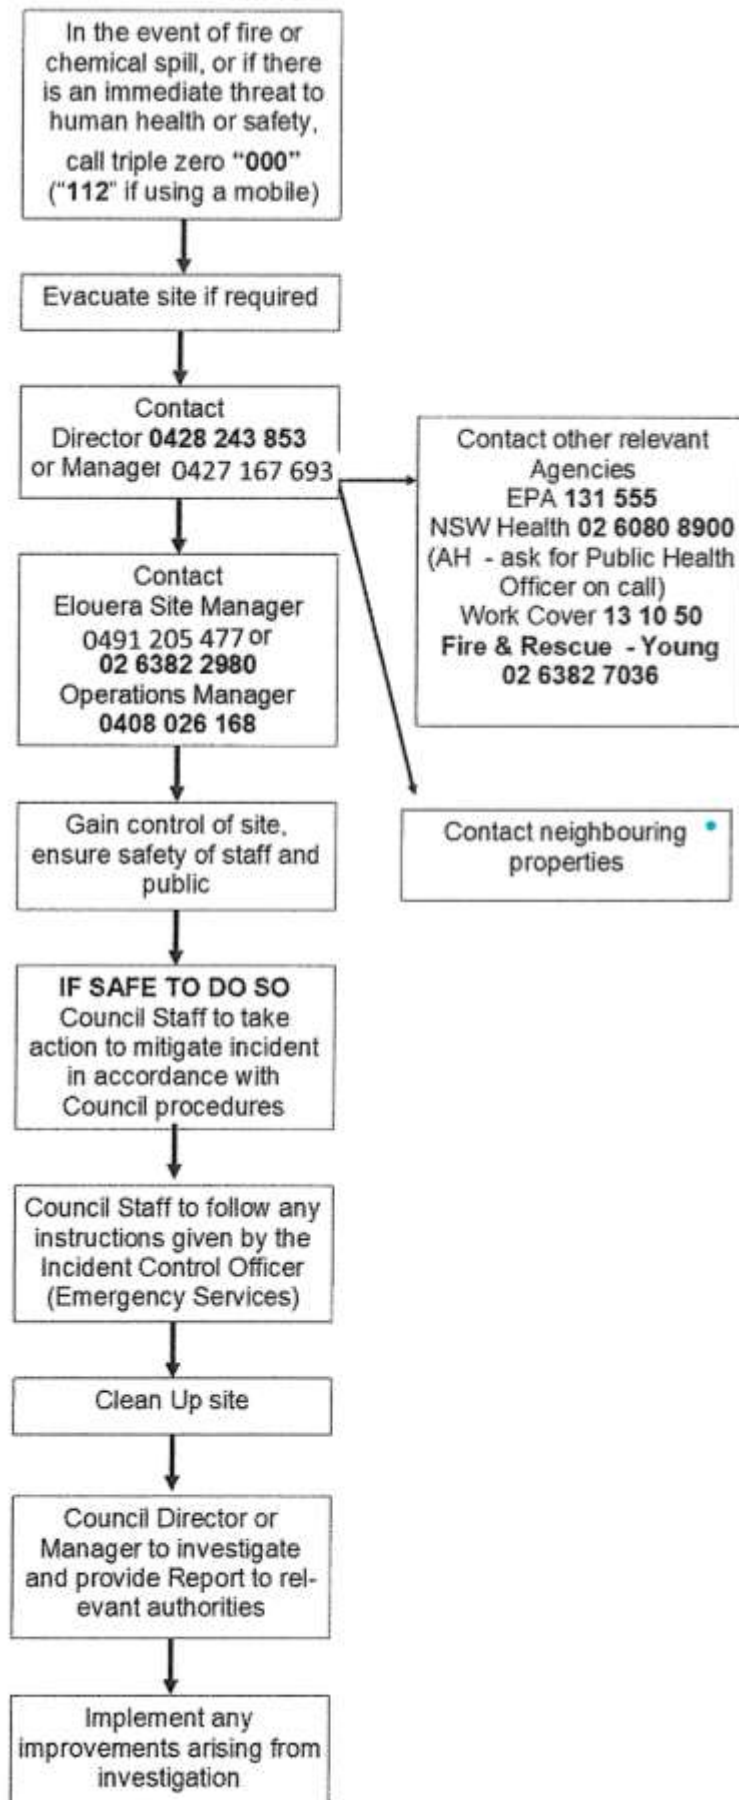 In the event of fire or
chemical spill, or if there
is an immediate threat to
human health or safety,
call triple zero “000”
(“112” if using a mobile)
Evacuate site if required
Contact
Director 0428 243 853
or Manager 0427 167 693
Contact other relevant
Agencies
EPA 131 555
NSW Health 02 6080 8900
(AH - ask for Public Health
Officer on call)
Work Cover 13 10 50
Fire & Rescue - Young
02 6382 7036
Contact
Elouera Site Manager
0491 205 477 or
02 6382 2980
Operations Manager
0408 026 168
Gain control of site,
ensure safety of staff and
public
Contact neighbouring
properties
IF SAFE TO DO SO
Council Staff to take
action to mitigate incident
in accordance with
Council procedures
Council Staff to follow any
instructions given by the
Incident Control Officer
(Emergency Services)
Clean Up site
Council Director or
Manager to investigate
and provide Report to rel-
evant authorities
Implement any
improvements arising from
investigation